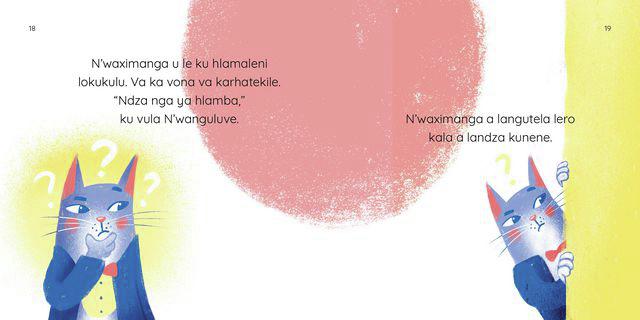 18
N'waximanga u le ku hlamaleni
lokukulu. Va ka vona va karhatekile.
“Ndza nga ya hlamba,”
ku vula N'wanguluve.
19
N'waximanga a langutela lero
kala a landza kunene.
? ? ?
?